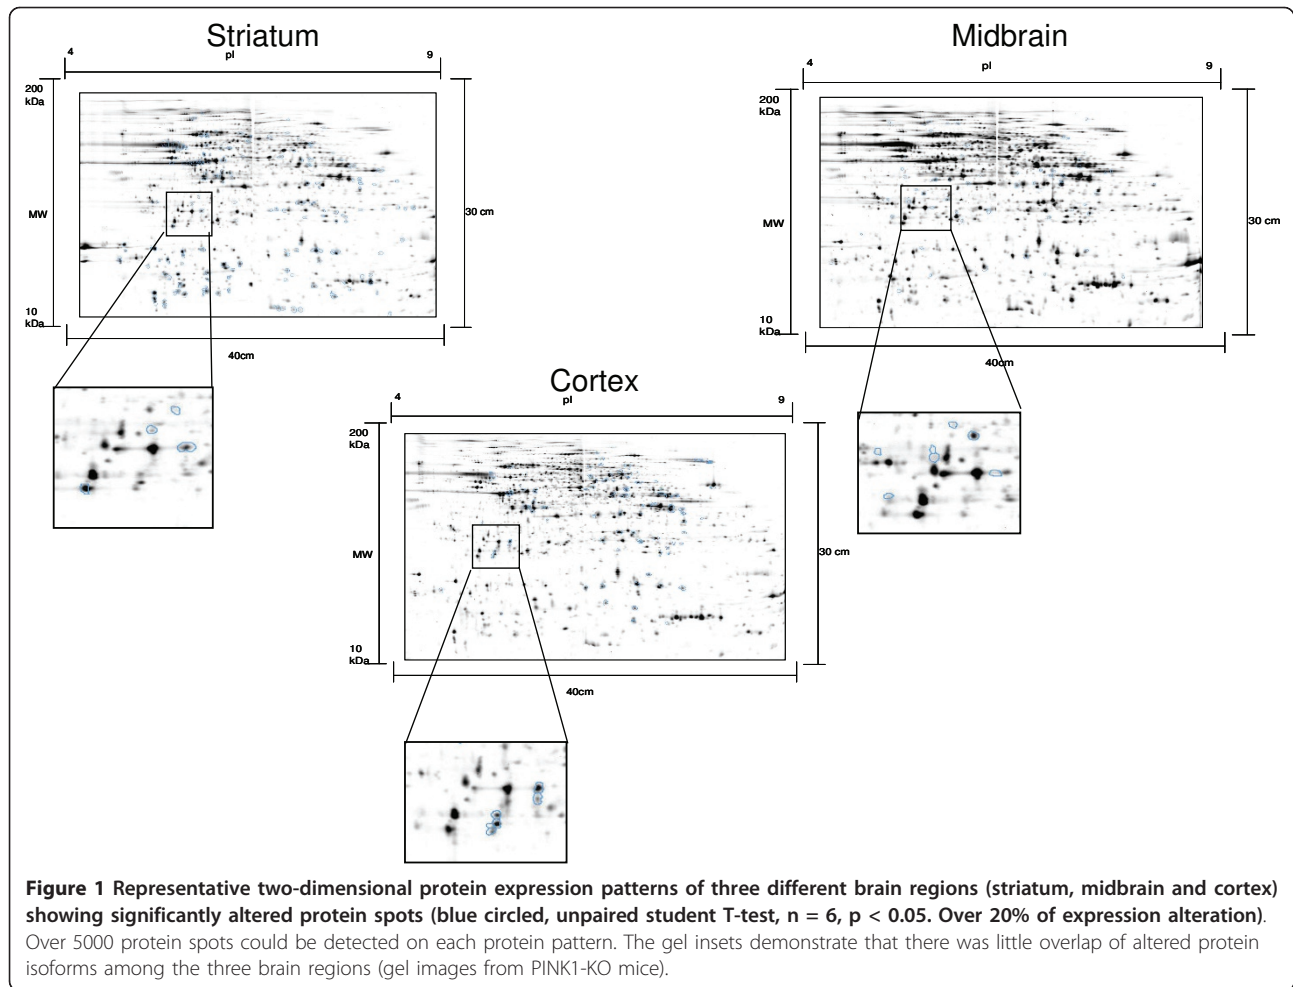 Striatum
4 pI 9
200 kDa
MW
10 kDa
30 cm
40cm
Midbrain
4 pI 9
200 kDa
MW
10 kDa
30 cm
40cm
Cortex
4 pI 9
200 kDa
MW
10 kDa
30 cm
40cm
Figure 1 Representative two-dimensional protein expression patterns of three different brain regions (striatum, midbrain and cortex)
showing significantly altered protein spots (blue circled, unpaired student T-test, n = 6, p < 0.05. Over 20% of expression alteration).
Over 5000 protein spots could be detected on each protein pattern. The gel insets demonstrate that there was little overlap of altered protein
isoforms among the three brain regions (gel images from PINK1-KO mice).